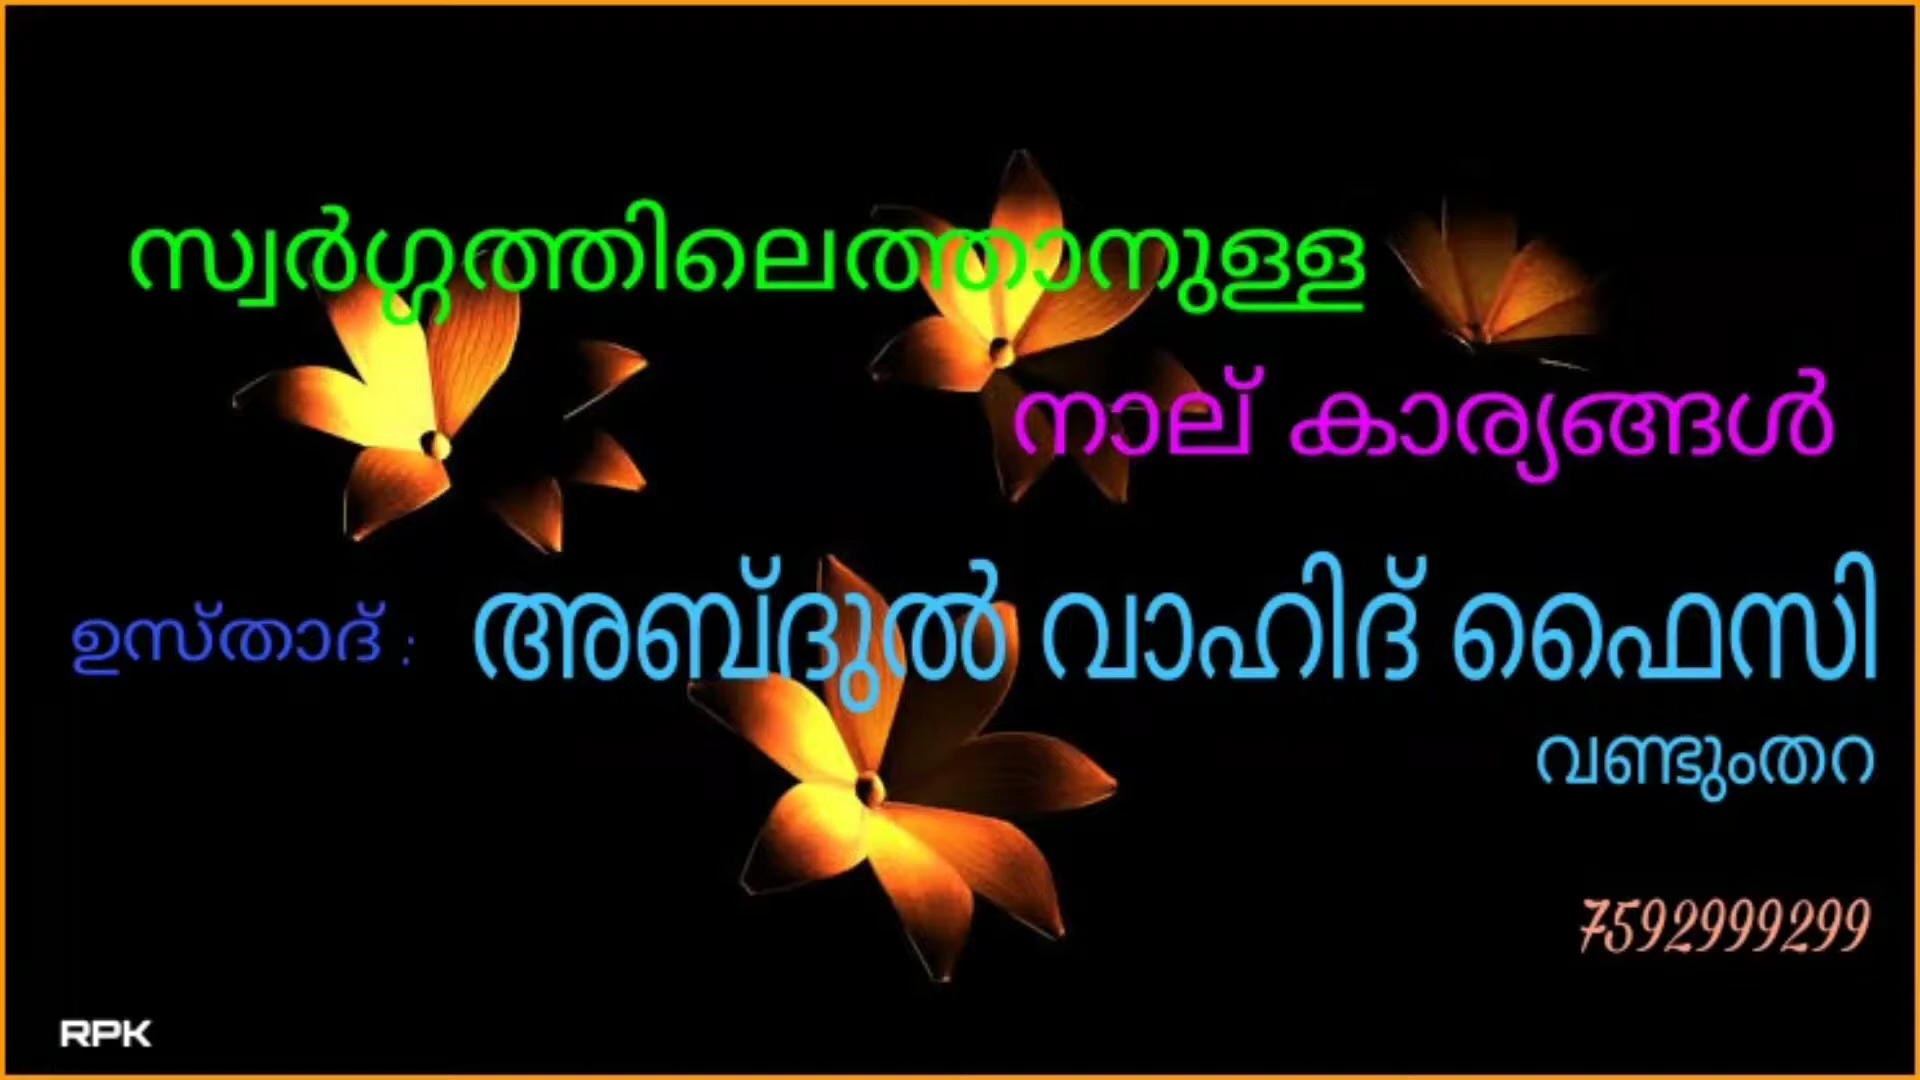 സ്വർഗ്ഗത്തിലെത്താനുള്ള
നാല് കാര്യങ്ങൾ
ഉസ്താദ് : അബ്ദുൽ വാഹിദ് ഫൈസി
വണ്ടുംതറ
7592999299
RPK